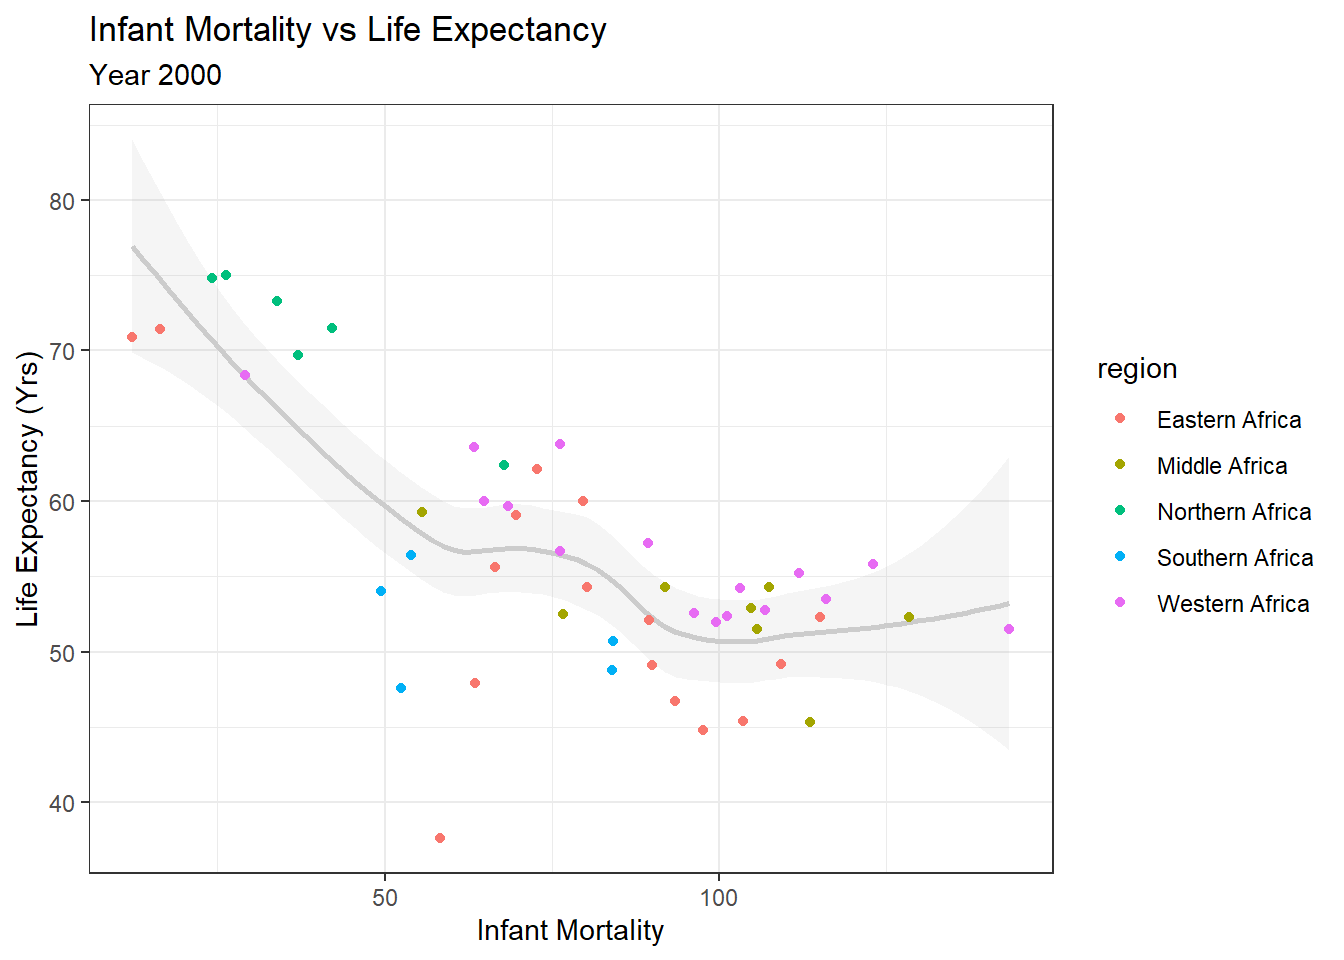 Infant Mortality vs Life Expectancy
Year 2000
Life Expectancy (Yrs)
80
70
60
50
40
50
100
Infant Mortality
region
Eastern Africa
Middle Africa
Northern Africa
Southern Africa
Western Africa